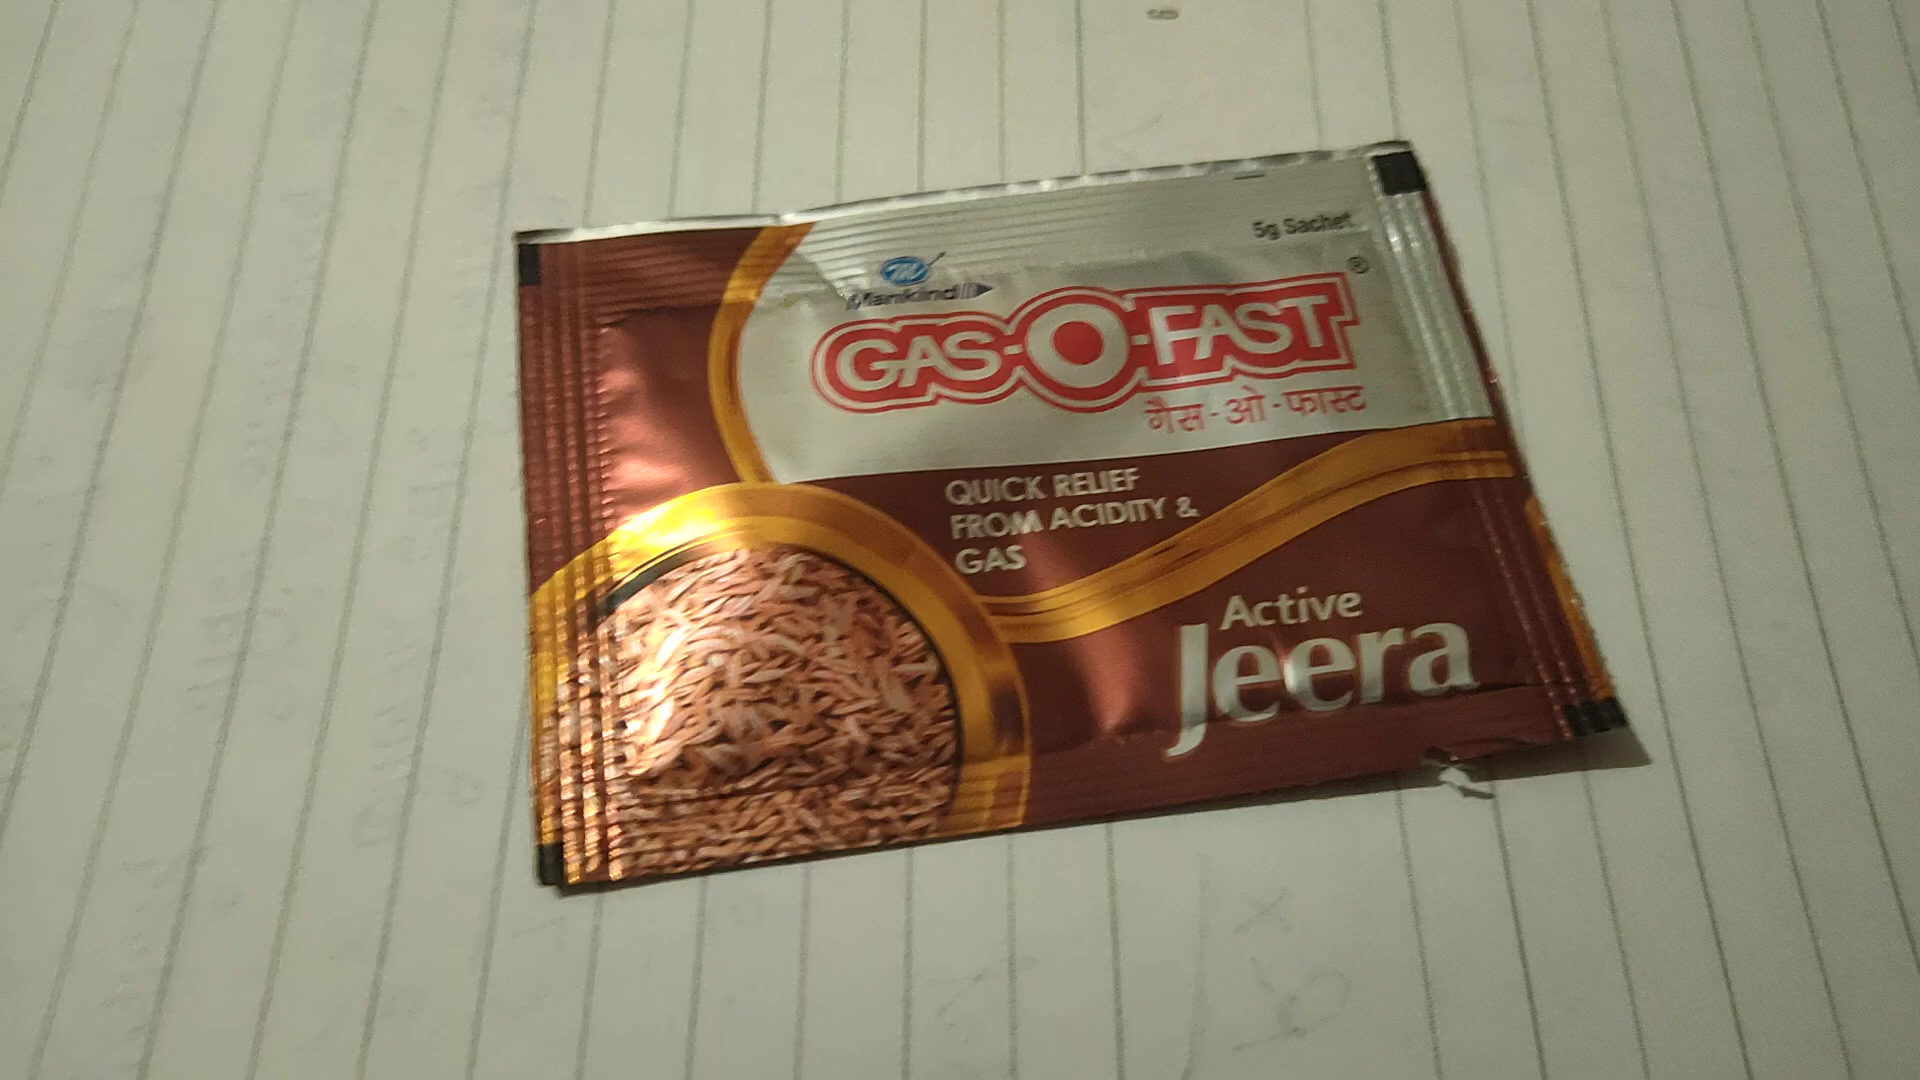 5g Sachet
m
Mankind
GAS-O-FAST®
गैस-ओ-फास्ट
QUICK RELIEF
FROM ACIDITY &
GAS
Active
Jeera